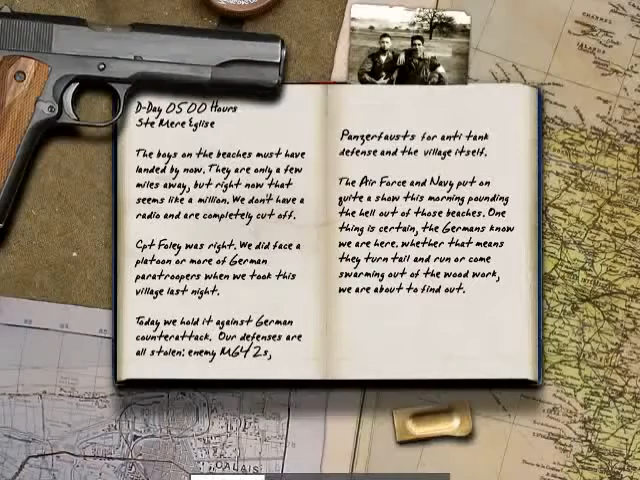 D-Day 0500 Hours
Ste Mere Eglise
The boys on the beaches must have
landed by now. They are only a few
miles away, but right now that
seems like a million. We don't have a
radio and are completely cut off.
Cpt Foley was right. We did face a
platoon or more of German
paratroopers when we took this
village last night.
Today we hold it against German
counterattack. Our defenses are
all stolen: enemy MG42s,
Panzerfausts for anti tank
defense and the village itself.
The Air Force and Navy put on
quite a show this morning pounding
the hell out of those beaches. One
thing is certain, the Germans know
we are here. whether that means
they turn tail and run or come
swarming out of the wood work,
we are about to find out.
CHANNEL
ISLANDS
CALAIS